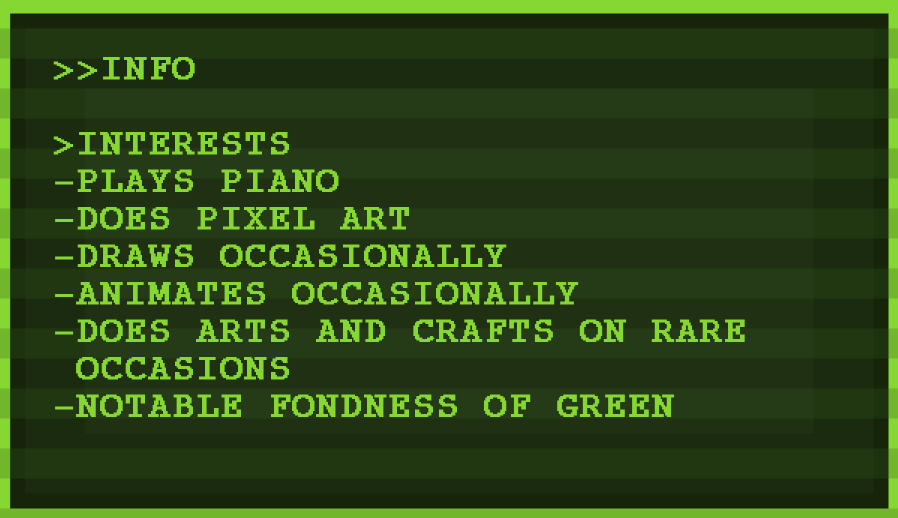 >>INFO
>INTERESTS
-PLAYS PIANO
-DOES PIXEL ART
-DRAWS OCCASIONALLY
-ANIMATES OCCASIONALLY
-DOES ARTS AND CRAFTS ON RARE
OCCASIONS
-NOTABLE FONDNESS OF GREEN